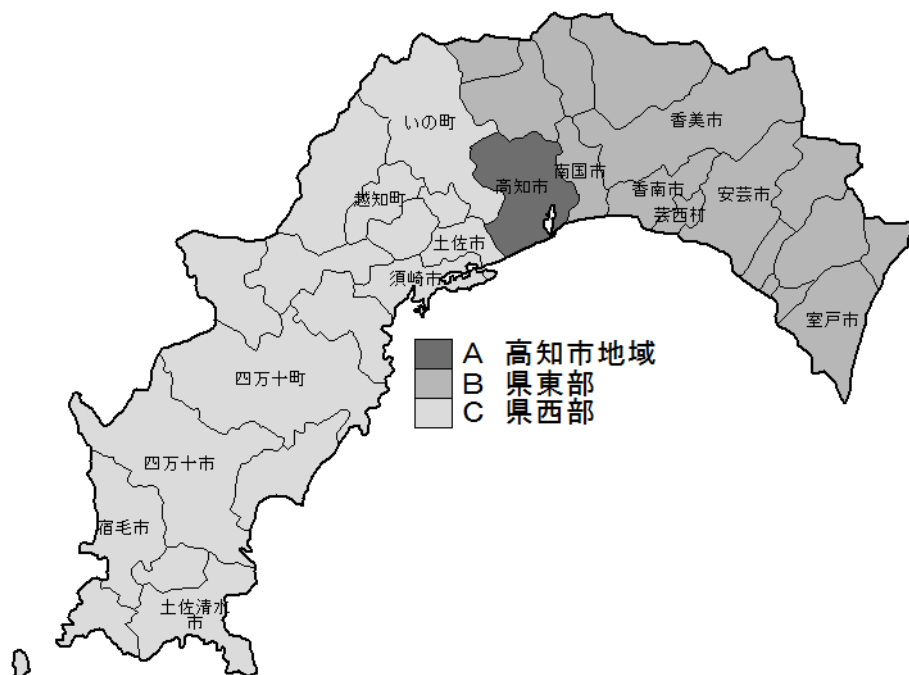 いの町
香美市
高知市
南国市
越知町
香南市
安芸市
芸西村
土佐市
須崎市
室戸市
A 高知市地域
B 県東部
C 県西部
四万十町
四万十市
宿毛市
土佐清水
市